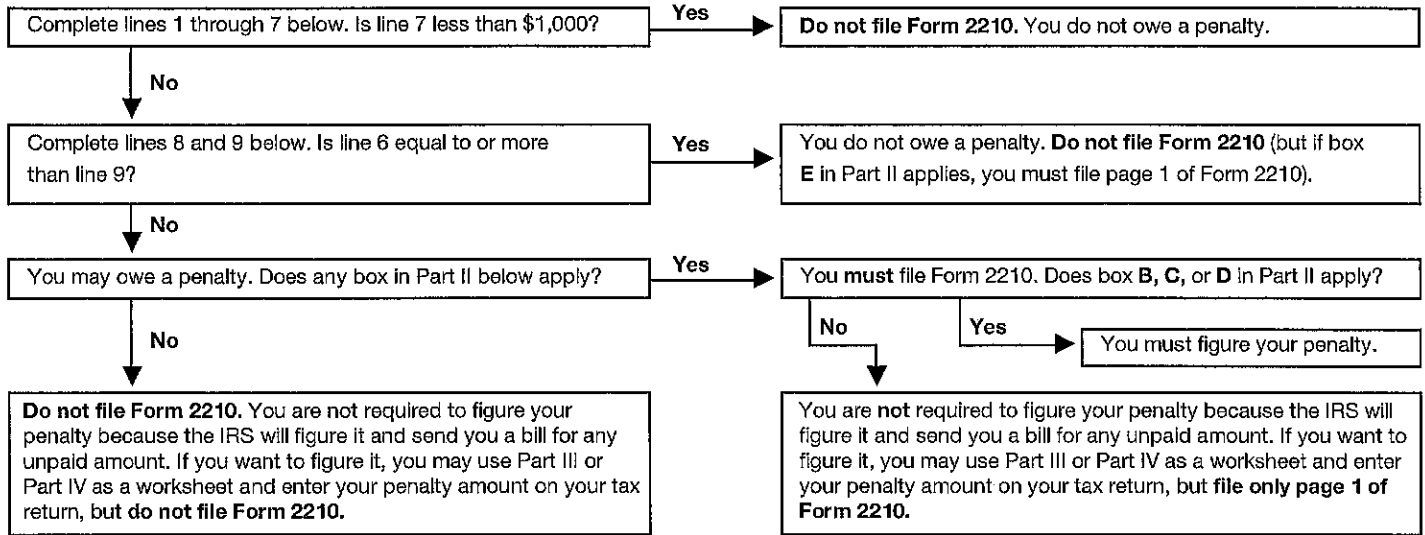 Complete lines 1 through 7 below. Is line 7 less than $1,000?
Yes
Do not file Form 2210. You do not owe a penalty.
No
Complete lines 8 and 9 below. Is line 6 equal to or more
than line 9?
Yes
You do not owe a penalty. Do not file Form 2210 (but if box
E in Part II applies, you must file page 1 of Form 2210).
No
You may owe a penalty. Does any box in Part II below apply?
Yes
You must file Form 2210. Does box B, C, or D in Part II apply?
No
No
Yes
You must figure your penalty.
Do not file Form 2210. You are not required to figure your
penalty because the IRS will figure it and send you a bill for any
unpaid amount. If you want to figure it, you may use Part III or
Part IV as a worksheet and enter your penalty amount on your tax
return, but do not file Form 2210.
You are not required to figure your penalty because the IRS will
figure it and send you a bill for any unpaid amount. If you want to
figure it, you may use Part III or Part IV as a worksheet and enter
your penalty amount on your tax return, but file only page 1 of
Form 2210.